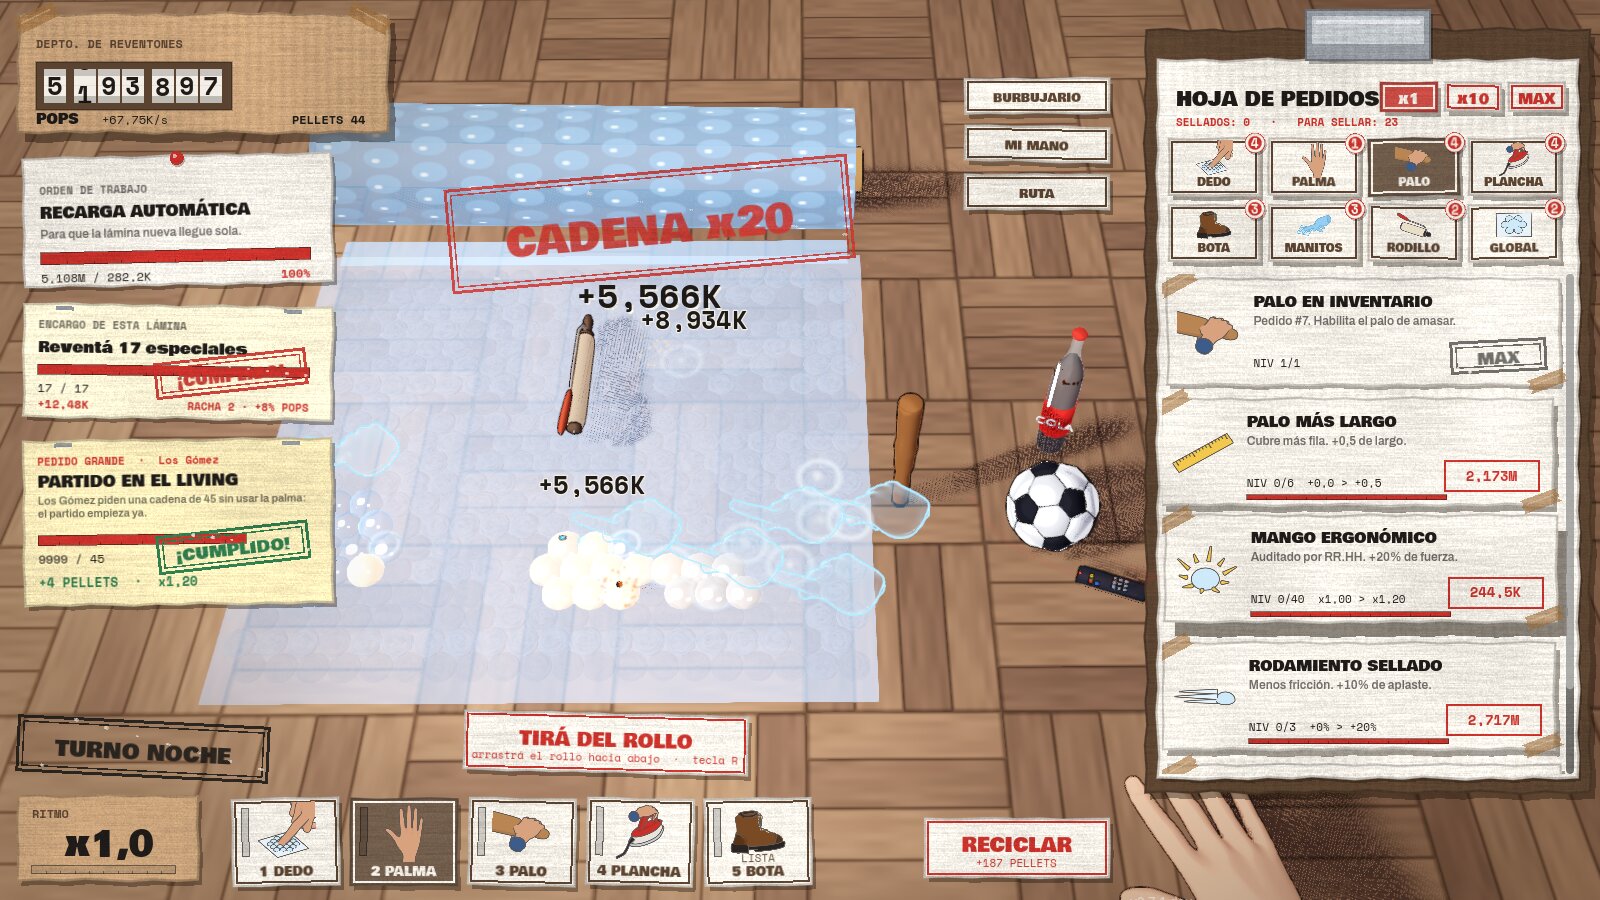 DEPTO. DE REVENTONES
893 897
POPS +67,75K/s PELLETS 44
ORDEN DE TRABAJO
RECARGA AUTOMÁTICA
Para que la lámina nueva llegue sola.
5,108M / 282.2K 100%
ENCARGO DE ESTA LÁMINA
Reventá 17 especiales
17 / 17
+12,48K RACHA 2 · +8% POPS
PEDIDO GRANDE · Los Gómez
PARTIDO EN EL LIVING
Los Gómez piden una cadena de 45 sin usar la palma:
el partido empieza ya.
¡CUMPLIDO!
9999 / 45
+4 PELLETS · x1,20
CADENA x20
+5,566K
+8,934K
+5,566K
COLA
BURBUJARIO
MI MANO
RUTA
HOJA DE PEDIDOS x1 x10 MAX
SELLADOS: 0 · PARA SELLAR: 23
4 1 4 4
DEDO PALMA PALO PLANCHA
3 3 2 2
BOTA MANITOS RODILLO GLOBAL
PALO EN INVENTARIO
Pedido #7. Habilita el palo de amasar.
NIV 1/1 MAX
PALO MÁS LARGO
Cubre más fila. +0,5 de largo.
NIV 0/6 +0,0 > +0,5 2,173M
MANGO ERGONÓMICO
Auditado por RR.HH. +20% de fuerza.
NIV 0/40 x1,00 > x1,20 244,5K
RODAMIENTO SELLADO
Menos fricción. +10% de aplaste.
NIV 0/3 +0% > +20% 2,717M
TURNO NOCHE
TIRÁ DEL ROLLO
arrastrá el rollo hacia abajo · tecla R
RITMO
x1,0
1 DEDO
2 PALMA
3 PALO
4 PLANCHA
LISTA
5 BOTA
RECICLAR
+187 PELLETS